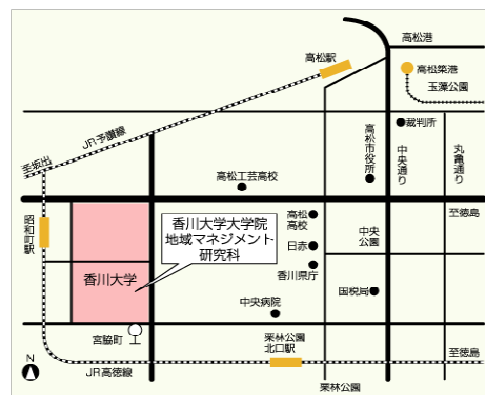 高松港
高松駅
高松築港
玉藻公園
JR予讃線
至坂出
裁判所
高松市役所
中央通り
丸亀通り
高松工芸高校
昭和町駅
香川大学大学院
地域マネジメント
研究科
高松
高校
日赤
香川県庁
中央
公園
至徳島
香川大学
国税局
中央病院
宮脇町
栗林公園
北口駅
至徳島
N
JR高徳線
栗林公園